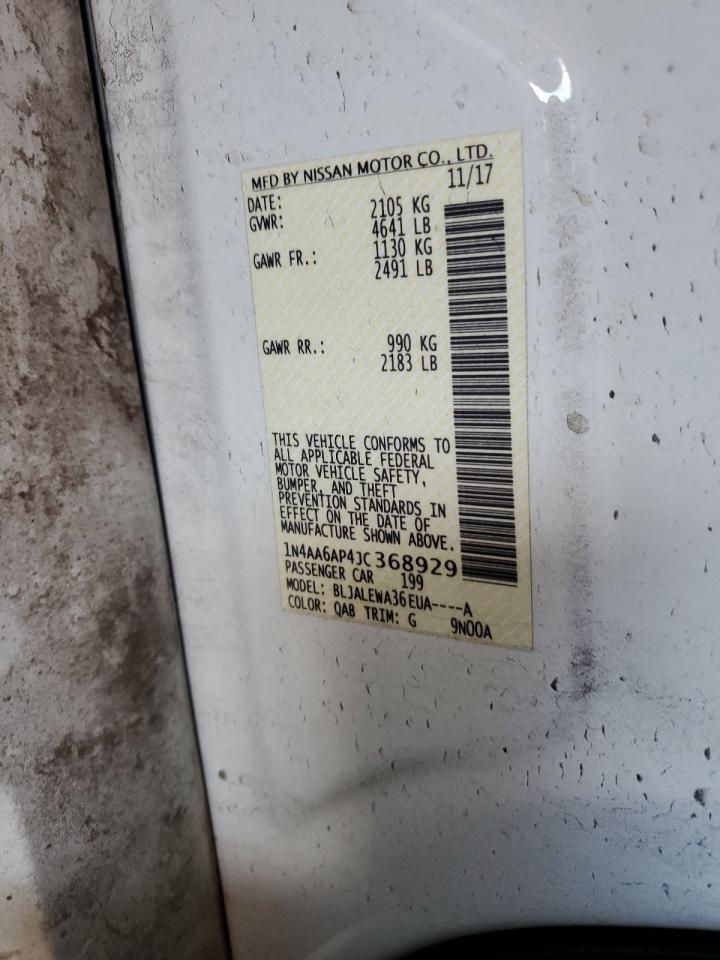 MFD BY NISSAN MOTOR CO., LTD.
DATE: 11/17
GVWR: 2105 KG
4641 LB
GAWR FR.: 1130 KG
2491 LB
GAWR RR.: 990 KG
2183 LB
THIS VEHICLE CONFORMS TO
ALL APPLICABLE FEDERAL
MOTOR VEHICLE SAFETY,
BUMPER, AND THEFT
PREVENTION STANDARDS IN
EFFECT ON THE DATE OF
MANUFACTURE SHOWN ABOVE.
1N4AA6AP4JC368929
PASSENGER CAR 199
MODEL: BLJALEWA36EUA----A
COLOR: QAB TRIM: G 9N00A